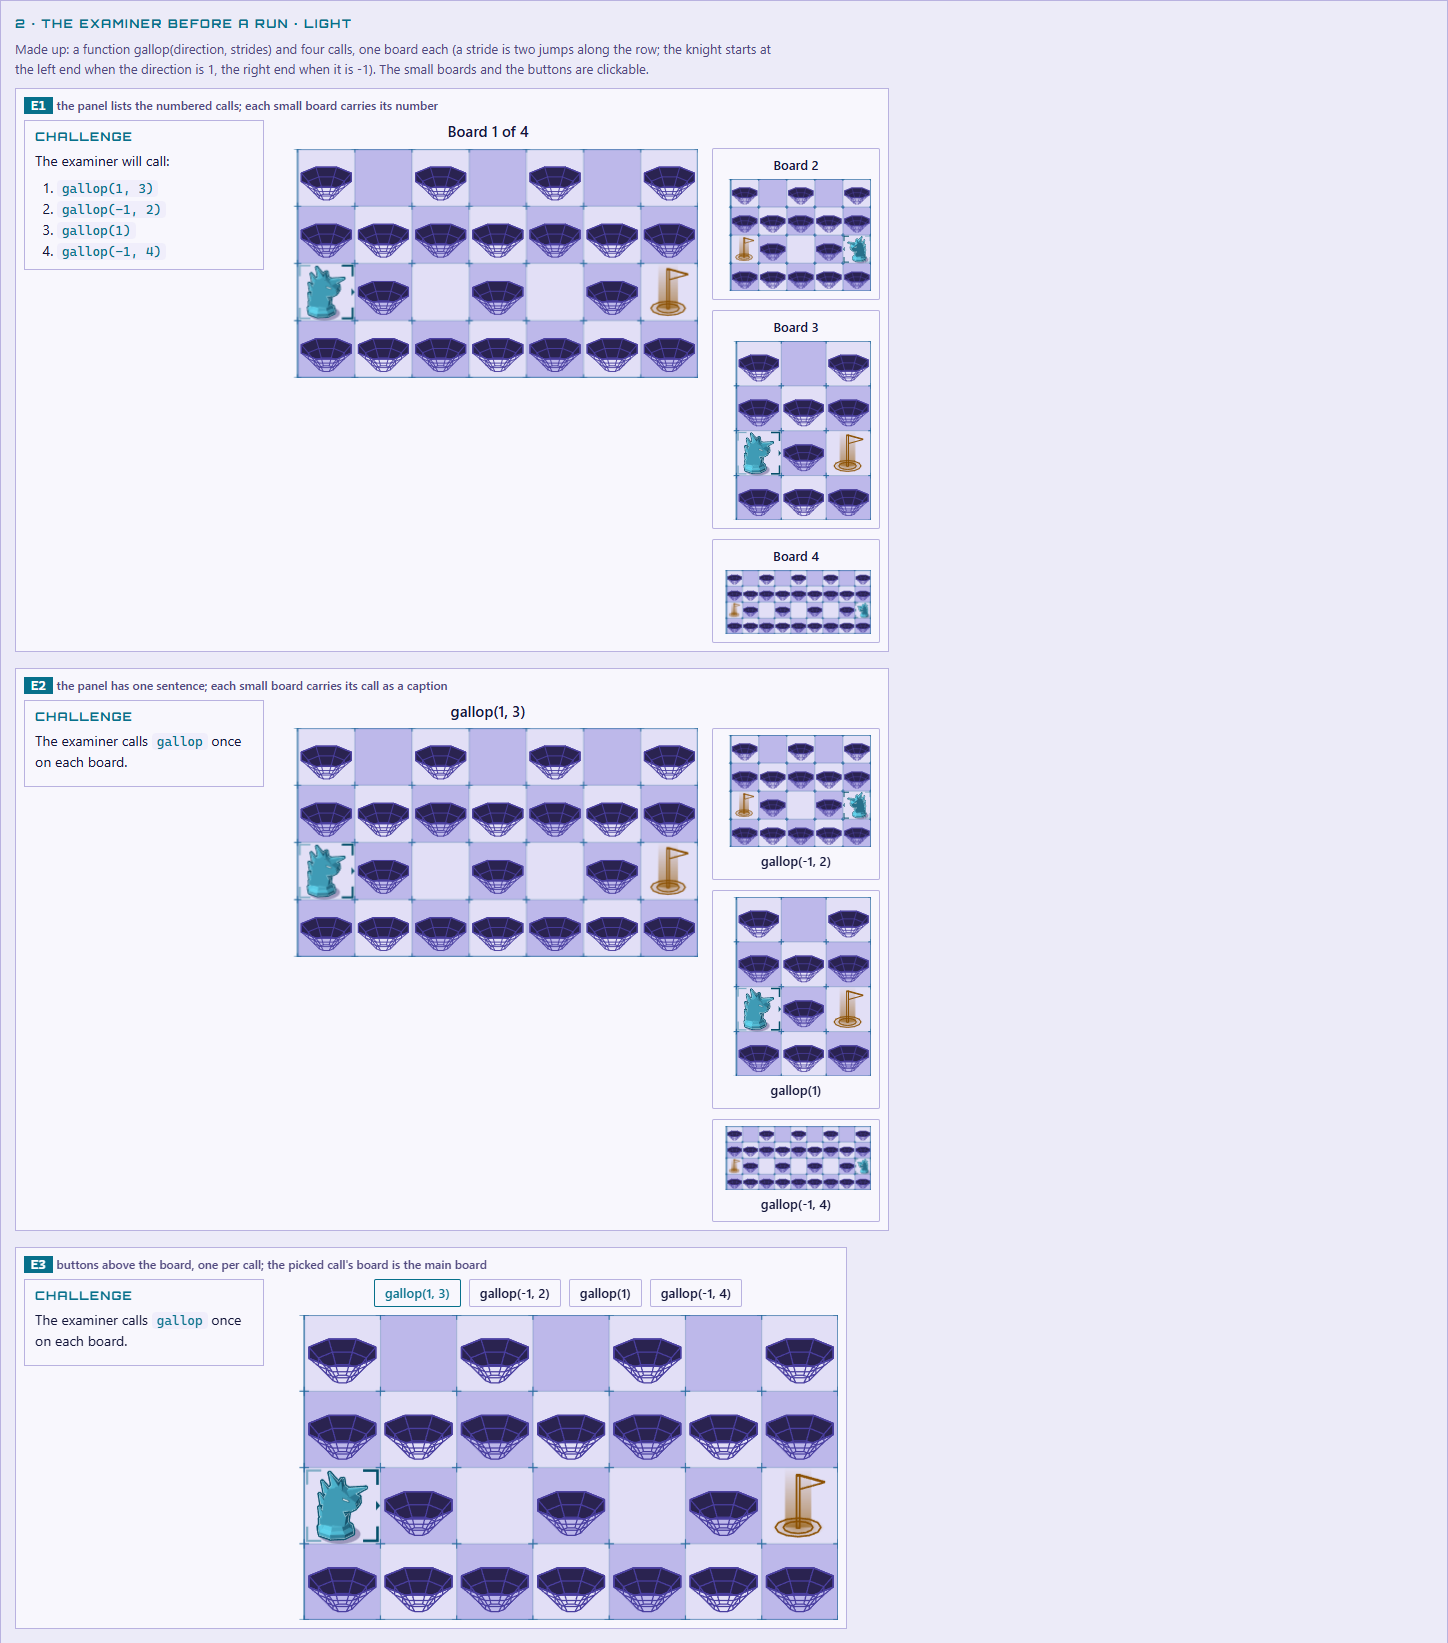 2 · THE EXAMINER BEFORE A RUN · LIGHT
Made up: a function gallop(direction, strides) and four calls, one board each (a stride is two jumps along the row; the knight starts at
the left end when the direction is 1, the right end when it is -1). The small boards and the buttons are clickable.
E1 the panel lists the numbered calls; each small board carries its number
CHALLENGE
The examiner will call:
1. gallop(1, 3)
2. gallop(−1, 2)
3. gallop(1)
4. gallop(−1, 4)
Board 1 of 4
Board 2
Board 3
Board 4
E2 the panel has one sentence; each small board carries its call as a caption
CHALLENGE
The examiner calls gallop once
on each board.
gallop(1, 3)
gallop(-1, 2)
gallop(1)
gallop(-1, 4)
E3 buttons above the board, one per call; the picked call's board is the main board
CHALLENGE
The examiner calls gallop once
on each board.
gallop(1, 3) gallop(-1, 2) gallop(1) gallop(-1, 4)